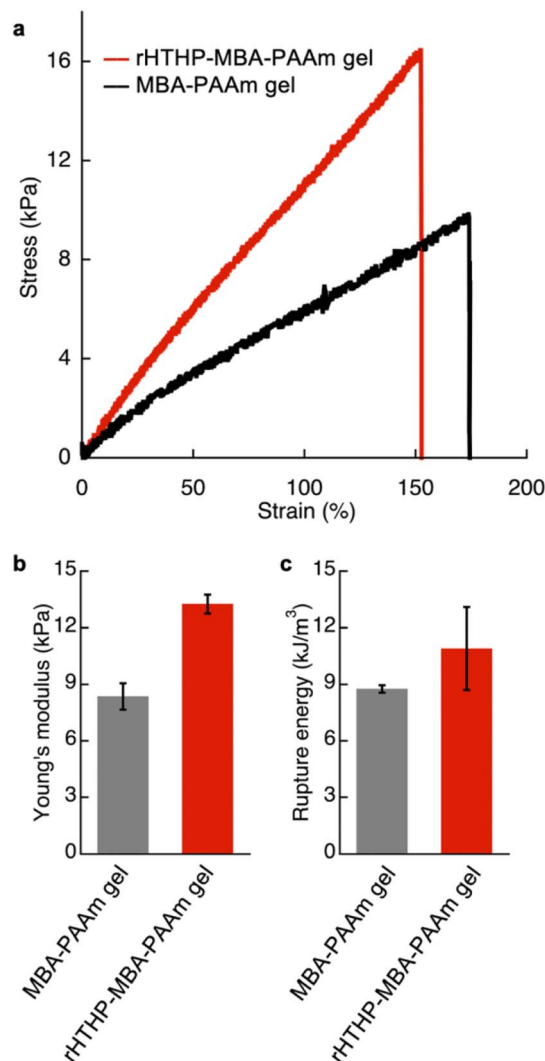 a
16
12
8
4
0
Stress (kPa)
rHTHP-MBA-PAAm gel
MBA-PAAm gel
0 50 100 150 200
Strain (%)
b
15
12
9
6
3
0
Young's modulus (kPa)
MBA-PAAm gel
rHTHP-MBA-PAAm gel
c
15
12
9
6
3
0
Rupture energy (kJ/m³)
MBA-PAAm gel
rHTHP-MBA-PAAm gel